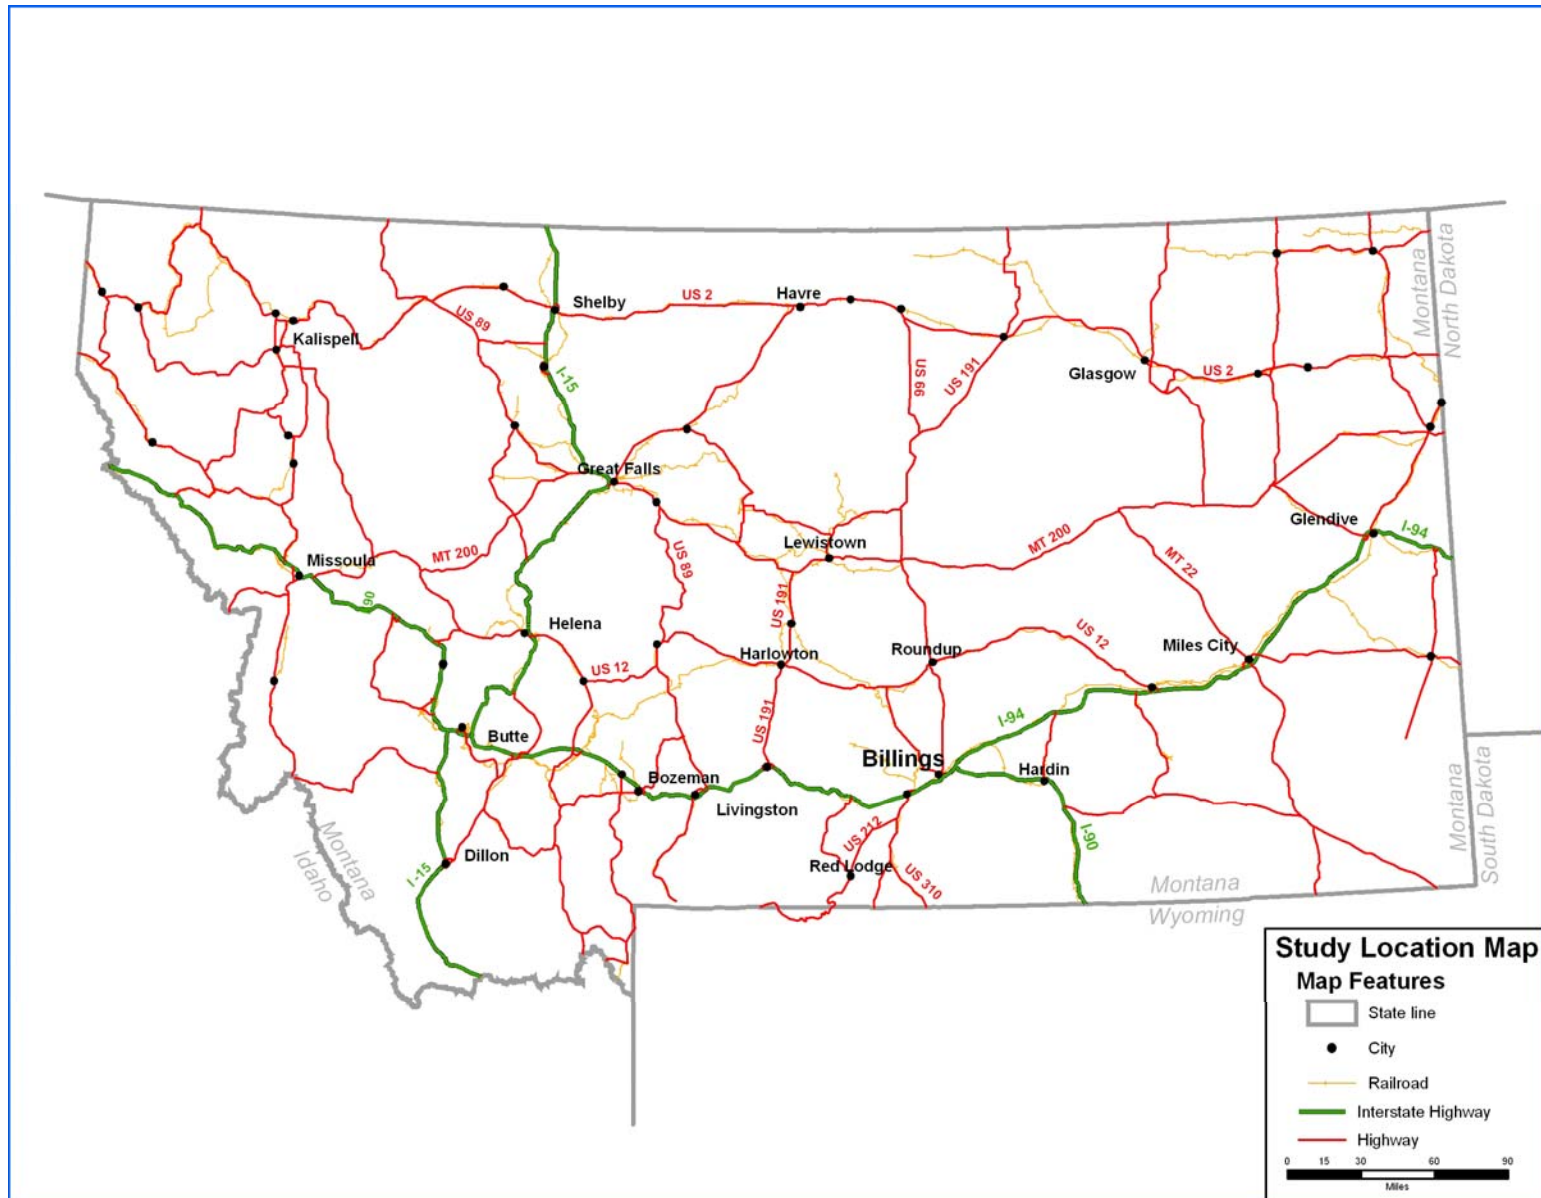 Shelby
US 2
Havre
US 89
Kalispell
I-15
US 66
US 191
Glasgow
US 2
Montana
North Dakota
Great Falls
Glendive
I-94
Lewistown
MT 200
MT 200
US 89
MT 22
Missoula
90
US 191
Helena
US 12
Harlowton
Roundup
US 12
Miles City
US 191
I-94
Butte
Billings
Hardin
Bozeman
Livingston
US 212
I-90
Montana
South Dakota
Dillon
Red Lodge
US 310
I -15
Montana
Idaho
Montana
Wyoming
Study Location Map
Map Features
State line
City
Railroad
Interstate Highway
Highway
0 15 30 60 90
Miles